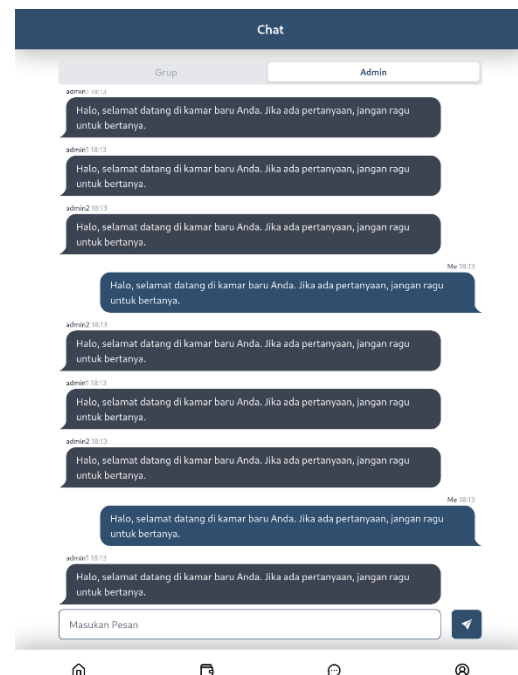 Chat
Grup
Admin
admin1 18:13
Halo, selamat datang di kamar baru Anda. Jika ada pertanyaan, jangan ragu
untuk bertanya.
admin1 18:13
Halo, selamat datang di kamar baru Anda. Jika ada pertanyaan, jangan ragu
untuk bertanya.
admin2 18:13
Halo, selamat datang di kamar baru Anda. Jika ada pertanyaan, jangan ragu
untuk bertanya.
Me 18:13
Halo, selamat datang di kamar baru Anda. Jika ada pertanyaan, jangan ragu
untuk bertanya.
admin2 18:13
Halo, selamat datang di kamar baru Anda. Jika ada pertanyaan, jangan ragu
untuk bertanya.
admin1 18:13
Halo, selamat datang di kamar baru Anda. Jika ada pertanyaan, jangan ragu
untuk bertanya.
admin2 18:13
Halo, selamat datang di kamar baru Anda. Jika ada pertanyaan, jangan ragu
untuk bertanya.
Me 18:13
Halo, selamat datang di kamar baru Anda. Jika ada pertanyaan, jangan ragu
untuk bertanya.
admin1 18:13
Halo, selamat datang di kamar baru Anda. Jika ada pertanyaan, jangan ragu
untuk bertanya.
Masukan Pesan